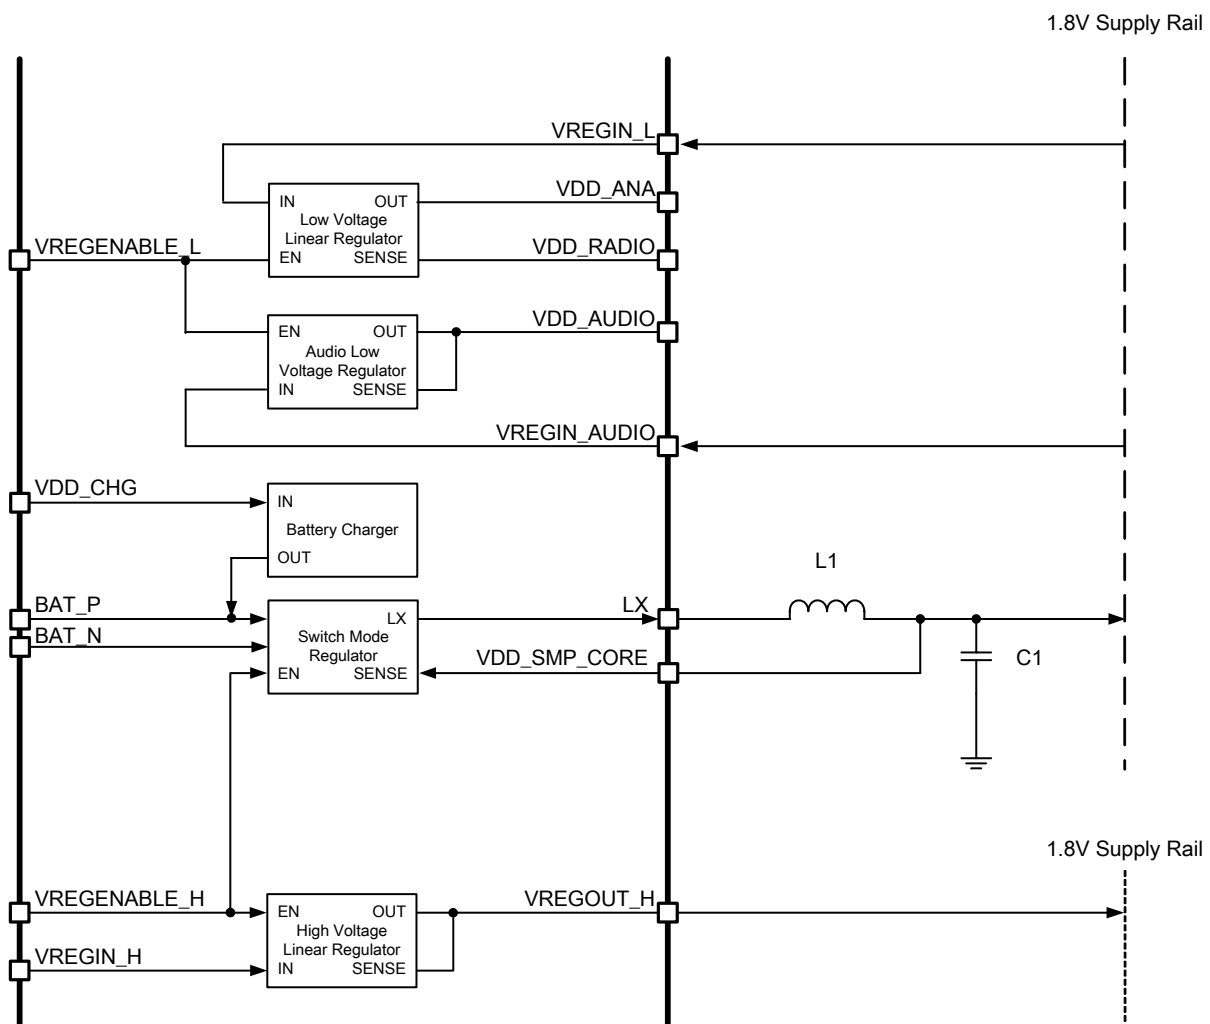 1.8V Supply Rail
VREGIN_L
VDD_ANA
IN OUT
Low Voltage
Linear Regulator
EN SENSE
VREGENABLE_L
VDD_RADIO
VDD_AUDIO
EN OUT
Audio Low
Voltage Regulator
IN SENSE
VREGIN_AUDIO
VDD_CHG
IN
Battery Charger
OUT
L1
BAT_P
BAT_N
LX
Switch Mode
Regulator
EN SENSE
LX
VDD_SMP_CORE
C1
1.8V Supply Rail
VREGENABLE_H
VREGIN_H
EN OUT
High Voltage
Linear Regulator
IN SENSE
VREGOUT_H